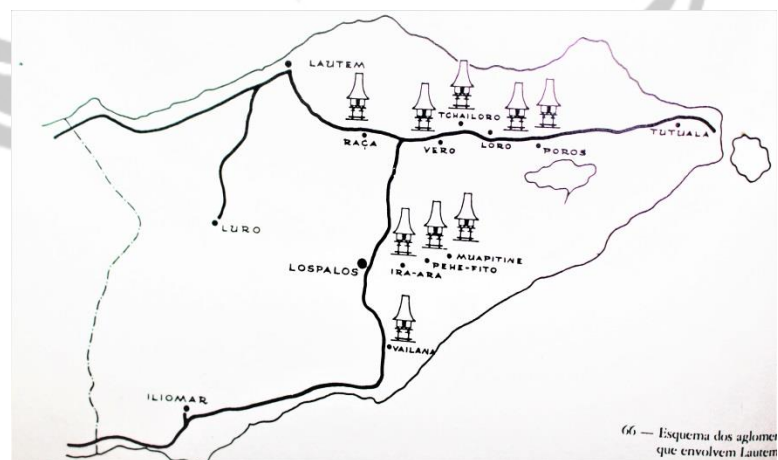 LAUTEM
TCHAILORO
RAÇA
VERO
LORO
POROS
TUTUALA
LURO
LOSPALOS
MUAPITINE
PEHE-FITO
IRA-ARA
VAILANA
ILIOMAR
66 — Esquema dos aglome
que envolvem Lautem